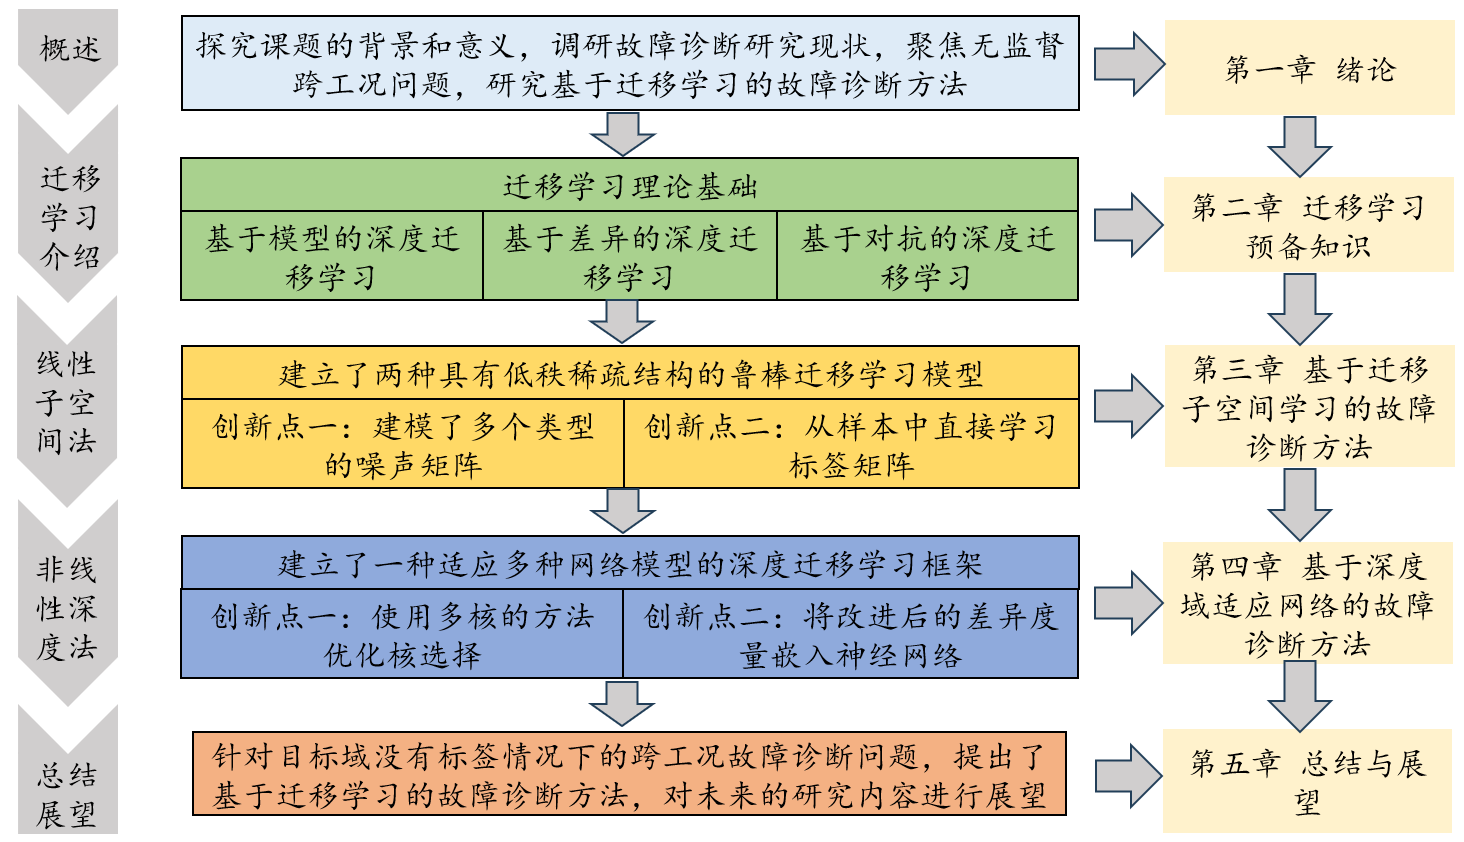 概述
探究课题的背景和意义，调研故障诊断研究现状，聚焦无监督
跨工况问题，研究基于迁移学习的故障诊断方法
第一章 绪论
迁移
学习
介绍
迁移学习理论基础
基于模型的深度迁
移学习
基于差异的深度迁
移学习
基于对抗的深度迁
移学习
第二章 迁移学习
预备知识
线性
子空
间法
建立了两种具有低秩稀疏结构的鲁棒迁移学习模型
创新点一：建模了多个类型
的噪声矩阵
创新点二：从样本中直接学习
标签矩阵
第三章 基于迁移
子空间学习的故障
诊断方法
非线
性深
度法
建立了一种适应多种网络模型的深度迁移学习框架
创新点一：使用多核的方法
优化核选择
创新点二：将改进后的差异度
量嵌入神经网络
第四章 基于深度
域适应网络的故障
诊断方法
总结
展望
针对目标域没有标签情况下的跨工况故障诊断问题，提出了
基于迁移学习的故障诊断方法，对未来的研究内容进行展望
第五章 总结与展
望